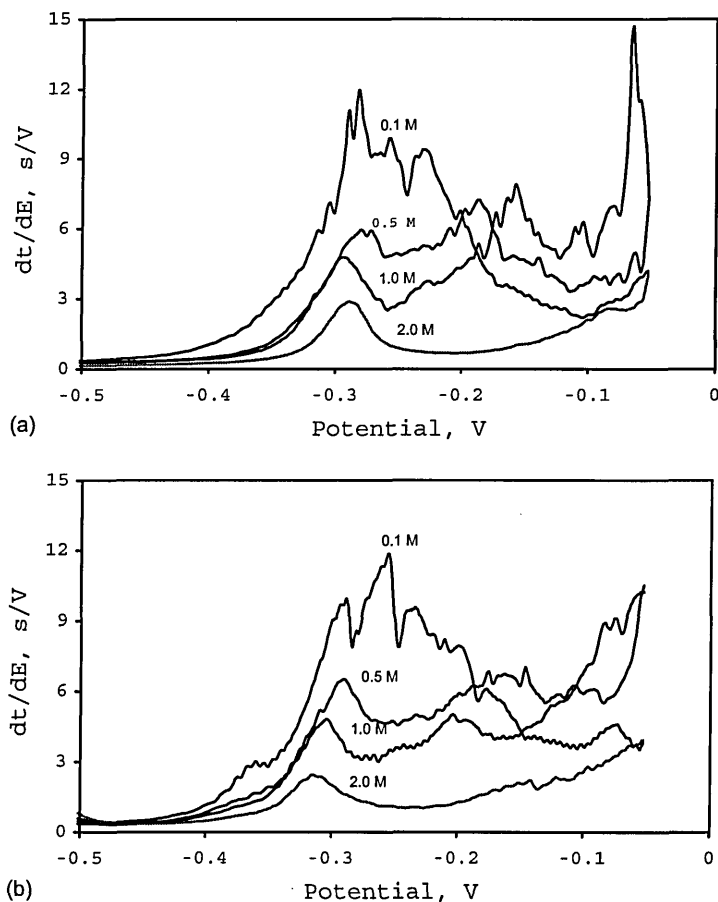 15
12
9
6
3
0
dt/dE, s/V
0.1 M
0.5 M
1.0 M
2.0 M
-0.5
-0.4
-0.3
-0.2
-0.1
0
Potential, V
(a)
15
12
9
6
3
0
dt/dE, s/V
0.1 M
0.5 M
1.0 M
2.0 M
-0.5
-0.4
-0.3
-0.2
-0.1
0
Potential, V
(b)